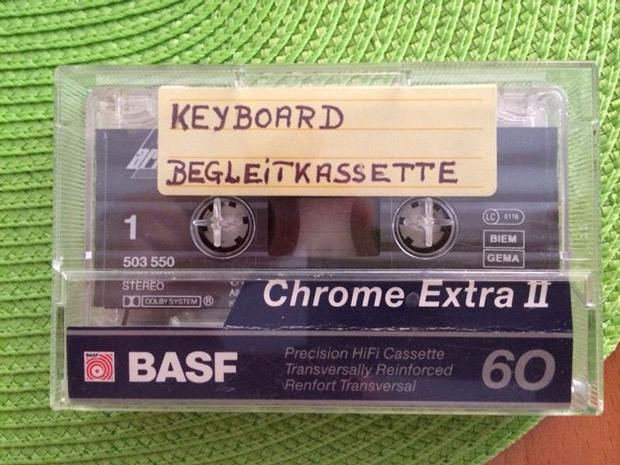 KEYBOARD
BEGLEiTKASSETTE
1
LC 0116
BIEM
GEMA
503 550
STEREO
DOLBY SYSTEM ®
Chrome Extra II
BASF
BASF
Precision HiFi Cassette
Transversally Reinforced
Renfort Transversal
60